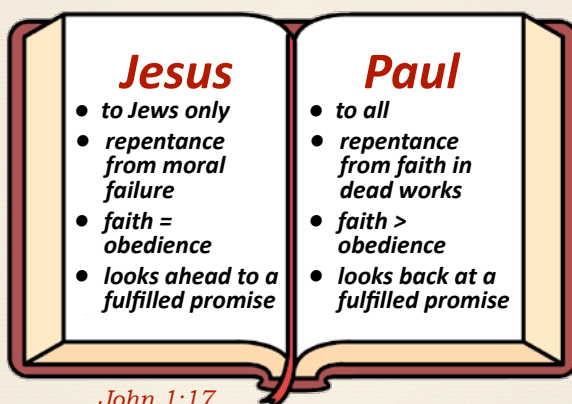 Jesus
• to Jews only
• repentance
from moral
failure
• faith =
obedience
• looks ahead to a
fulfilled promise
Paul
• to all
• repentance
from faith in
dead works
• faith >
obedience
• looks back at a
fulfilled promise
John 1:17